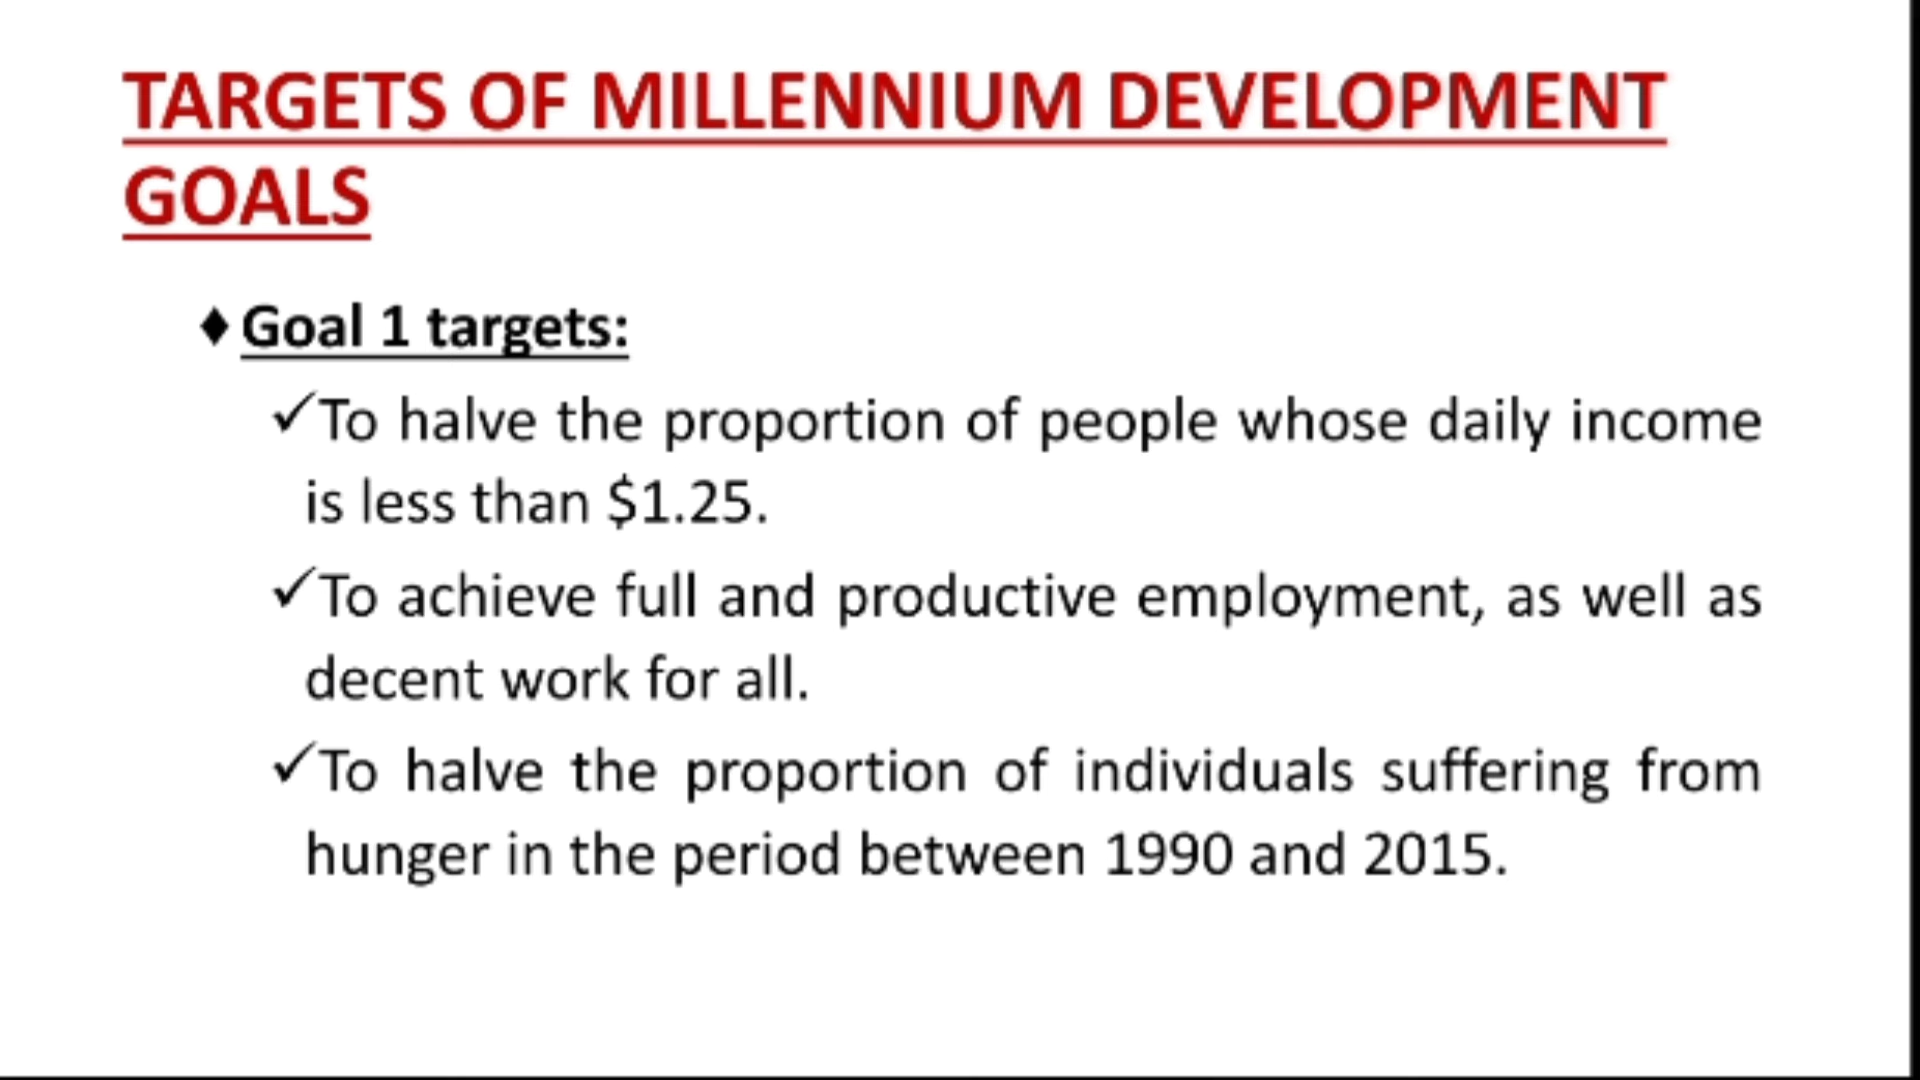 TARGETS OF MILLENNIUM DEVELOPMENT
GOALS
♦ Goal 1 targets:
✓To halve the proportion of people whose daily income
is less than $1.25.
✓To achieve full and productive employment, as well as
decent work for all.
✓To halve the proportion of individuals suffering from
hunger in the period between 1990 and 2015.